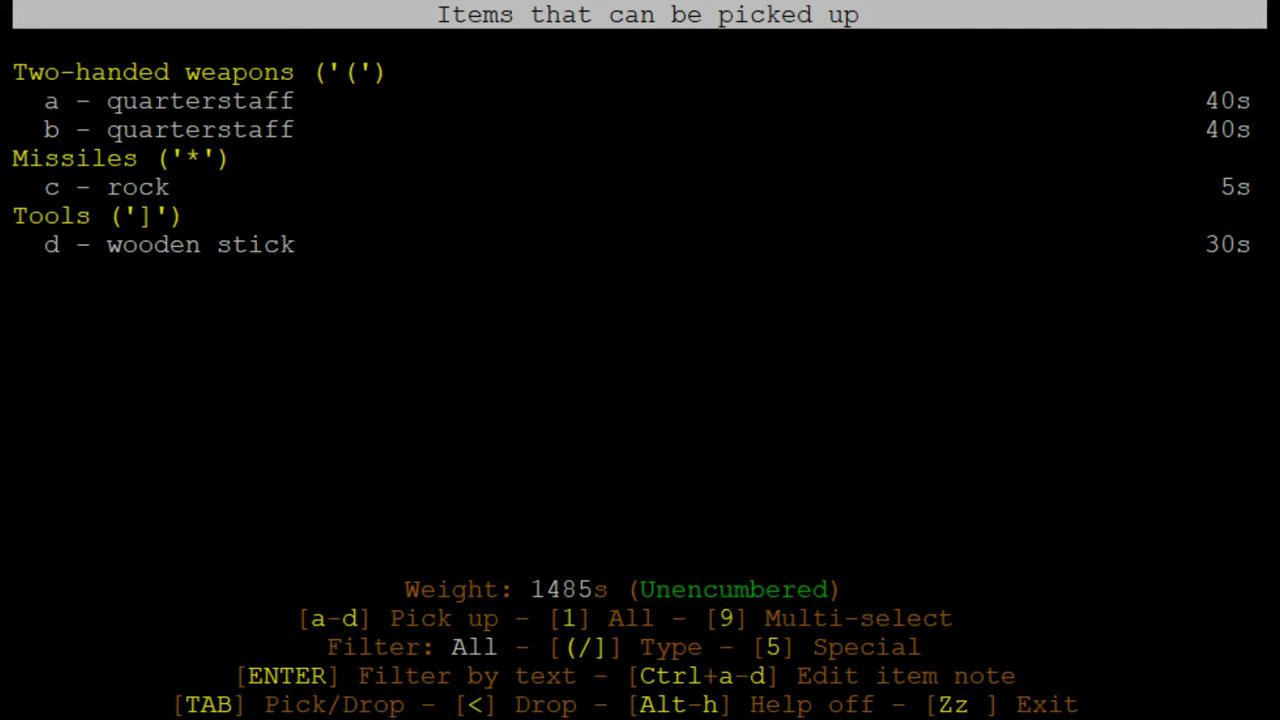 Items that can be picked up
Two-handed weapons ('(')
a - quarterstaff 40s
b - quarterstaff 40s
Missiles ('*')
c - rock 5s
Tools (']')
d - wooden stick 30s
Weight: 1485s (Unencumbered)
[a-d] Pick up - [1] All - [9] Multi-select
Filter: All - [(/]] Type - [5] Special
[ENTER] Filter by text - [Ctrl+a-d] Edit item note
[TAB] Pick/Drop - [<] Drop - [Alt-h] Help off - [Zz ] Exit